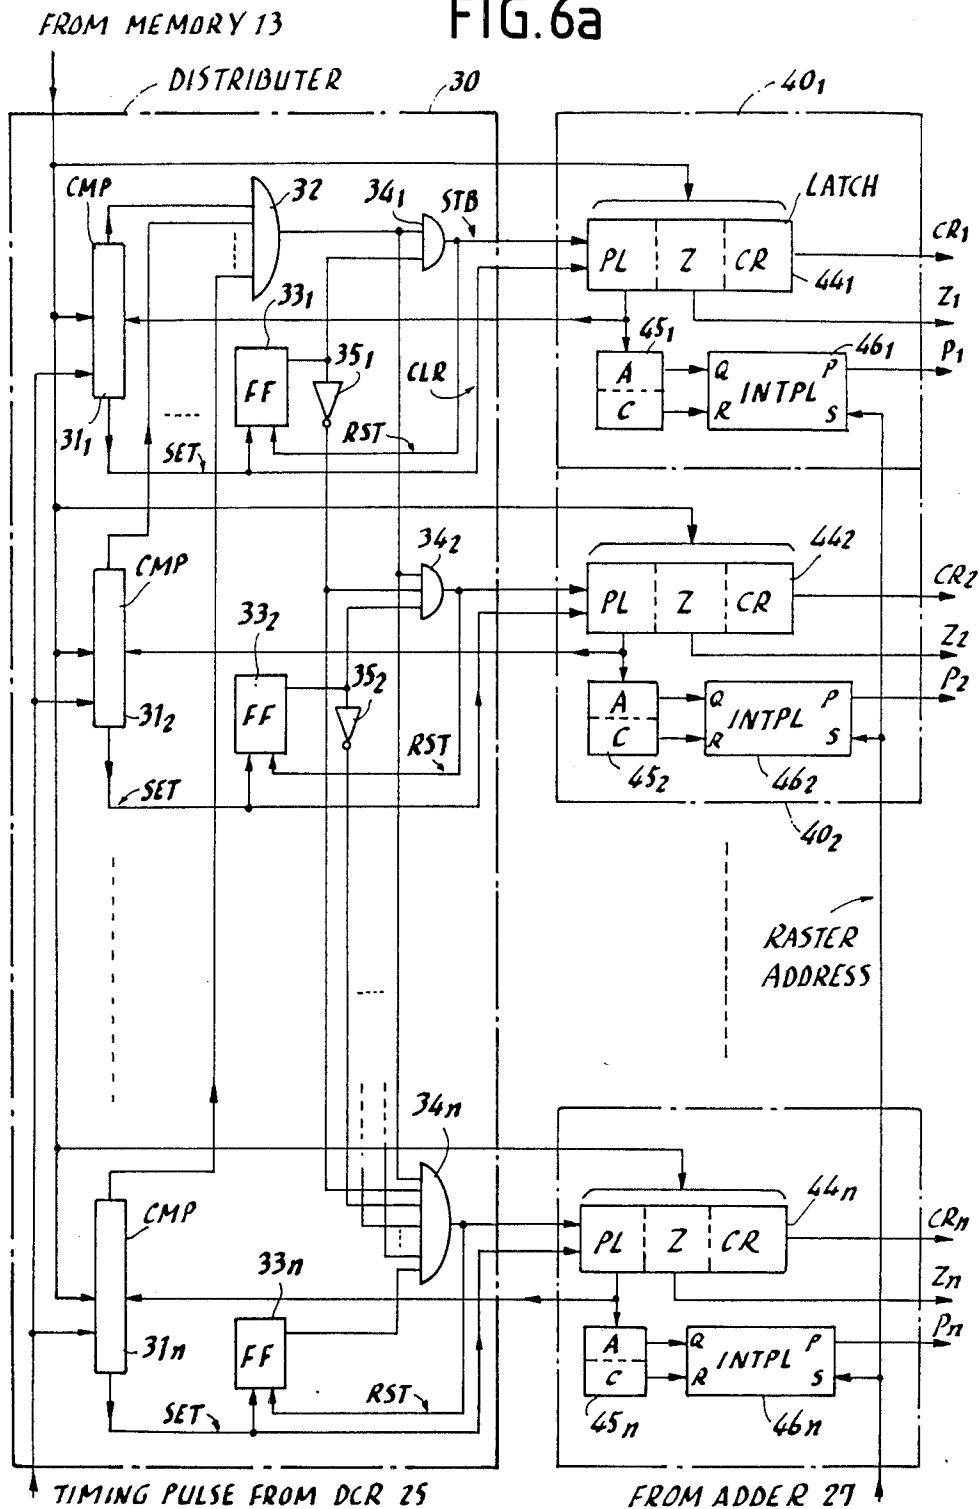 FIG.6a
FROM MEMORY 13
DISTRIBUTER
30
40₁
CMP
32
34₁
STB
LATCH
PL Z CR
44₁
CR₁
Z₁
P₁
33₁
FF
35₁
CLR
45₁
A
C
46₁
Q P
INTPL
R S
31₁
SET
RST
CMP
34₂
44₂
PL Z CR
CR₂
Z₂
P₂
33₂
FF
35₂
31₂
A
C
Q P
INTPL
R S
RST
SET
45₂
46₂
40₂
RASTER
ADDRESS
34n
CMP
44n
PL Z CR
CRn
Zn
Pn
33n
FF
31n
A
C
Q P
INTPL
R S
RST
SET
45n
46n
TIMING PULSE FROM DCR 25
FROM ADDER 27